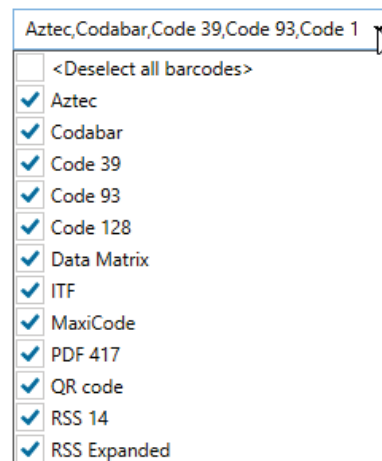 Aztec,Codabar,Code 39,Code 93,Code 1
<Deselect all barcodes>
Aztec
Codabar
Code 39
Code 93
Code 128
Data Matrix
ITF
MaxiCode
PDF 417
QR code
RSS 14
RSS Expanded